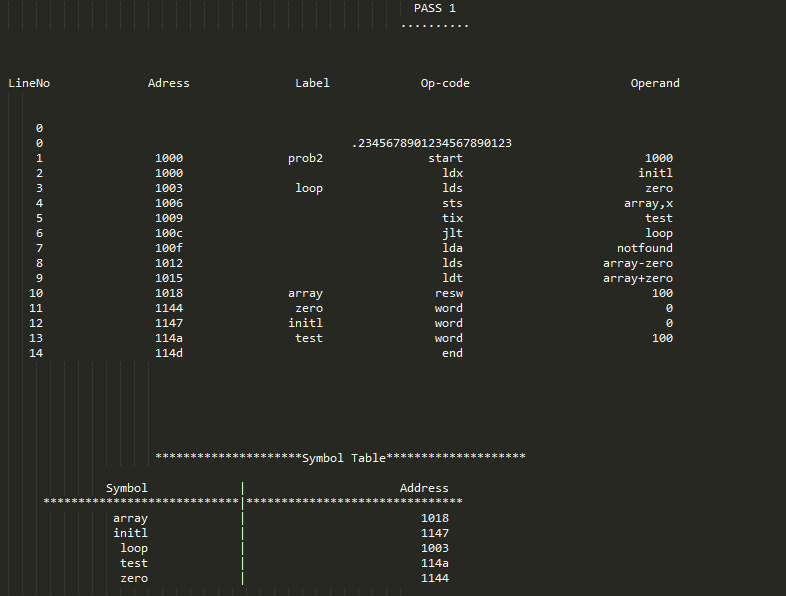 PASS 1
..........
LineNo Adress Label Op-code Operand
0
0 .2345678901234567890123
1 1000 prob2 start 1000
2 1000 ldx initl
3 1003 loop lds zero
4 1006 sts array,x
5 1009 tix test
6 100c jlt loop
7 100f lda notfound
8 1012 lds array-zero
9 1015 ldt array+zero
10 1018 array resw 100
11 1144 zero word 0
12 1147 initl word 0
13 114a test word 100
14 114d end
*********************Symbol Table********************
Symbol | Address
****************************|*******************************
array | 1018
initl | 1147
loop | 1003
test | 114a
zero | 1144